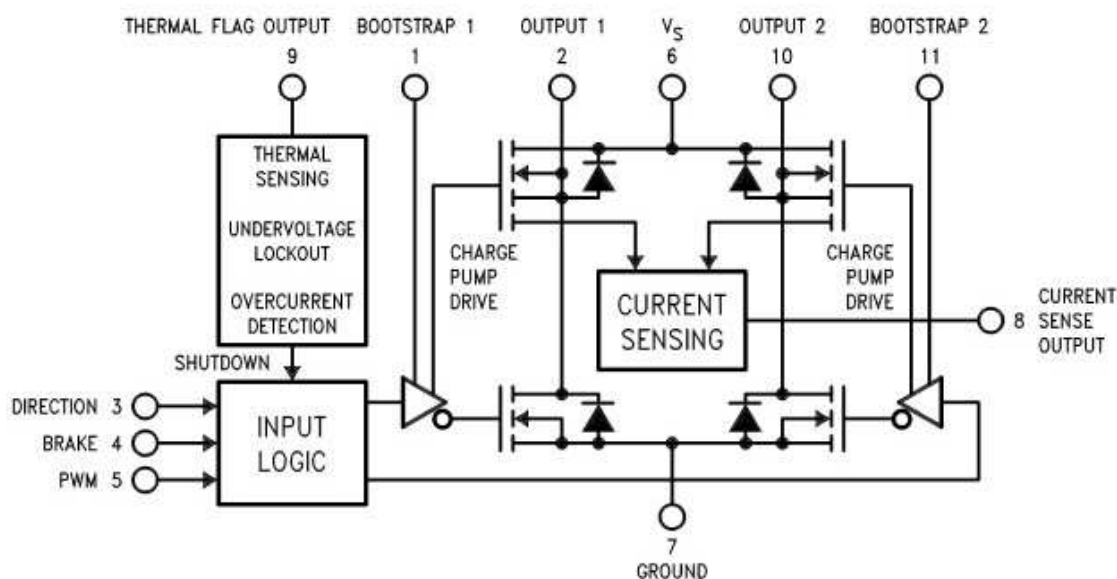 THERMAL FLAG OUTPUT BOOTSTRAP 1 OUTPUT 1 VS OUTPUT 2 BOOTSTRAP 2
9 1 2 6 10 11
THERMAL
SENSING
UNDERVOLTAGE
LOCKOUT
OVERCURRENT
DETECTION
CHARGE
PUMP
DRIVE
CURRENT
SENSING
CHARGE
PUMP
DRIVE
8 CURRENT
SENSE
OUTPUT
SHUTDOWN
DIRECTION 3
BRAKE 4
PWM 5
INPUT
LOGIC
7
GROUND